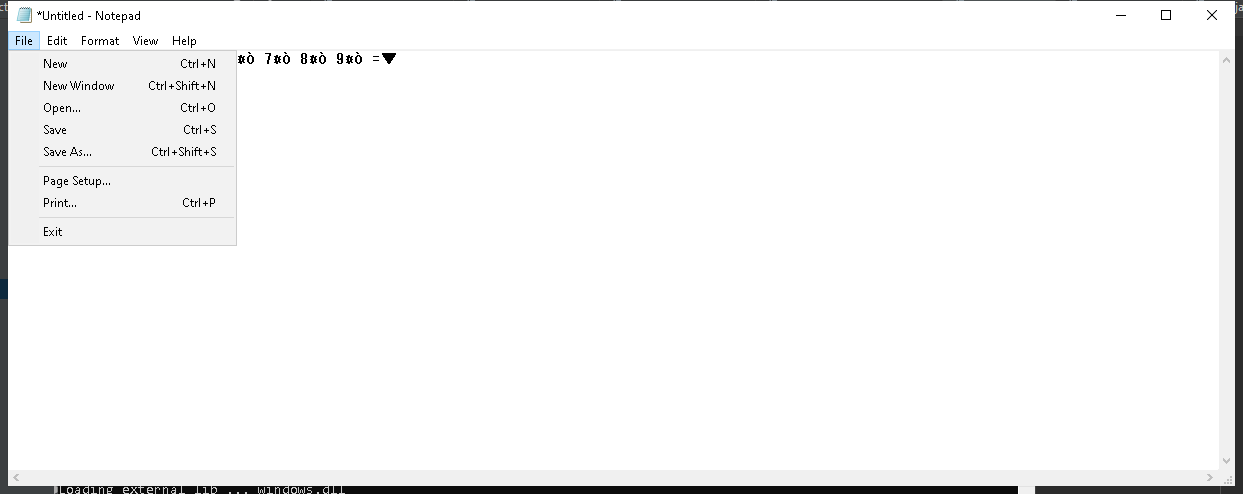 *Untitled - Notepad
File Edit Format View Help
¤ò 7¤ò 8¤ò 9¤ò =▼
New Ctrl+N
New Window Ctrl+Shift+N
Open... Ctrl+O
Save Ctrl+S
Save As... Ctrl+Shift+S
Page Setup...
Print... Ctrl+P
Exit
Loading external lib ... windows.dll